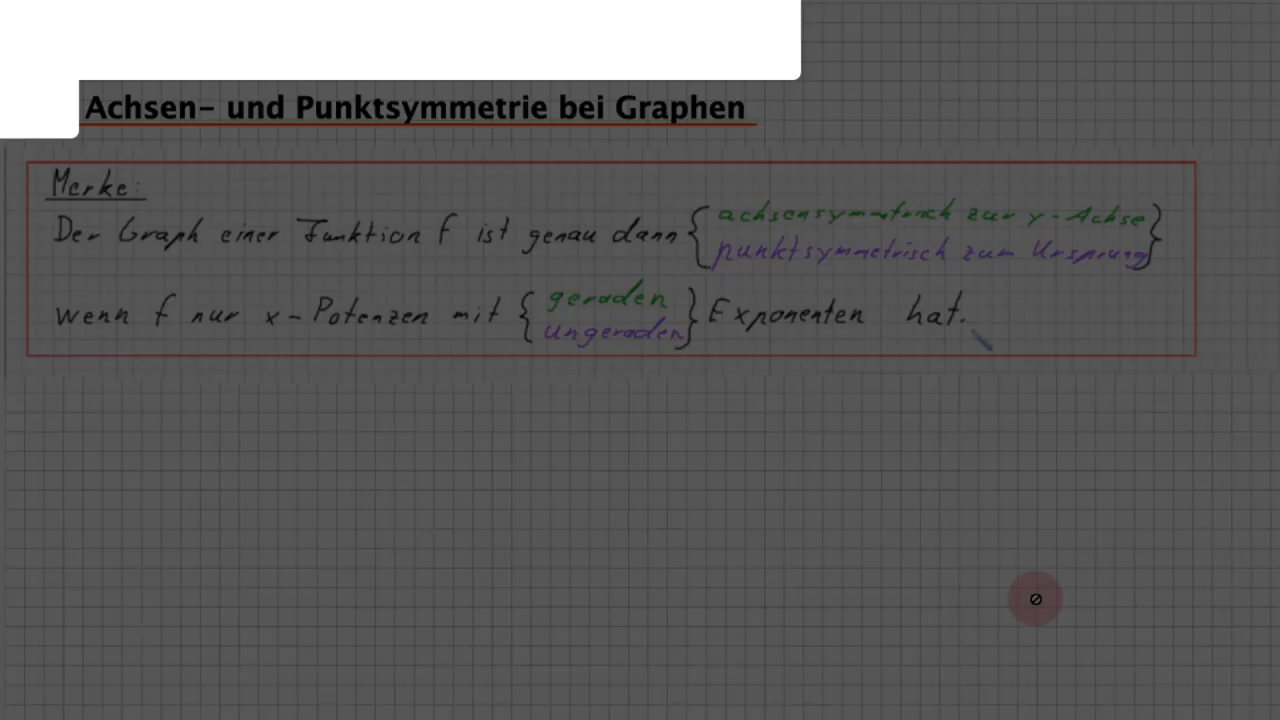 Achsen- und Punktsymmetrie bei Graphen
Merke:
Der Graph einer Funktion f ist genau dann { achsensymmetrisch zur y-Achse }
punktsymmetrisch zum Ursprung
wenn f nur x-Potenzen mit { geraden } Exponenten hat.
ungeraden